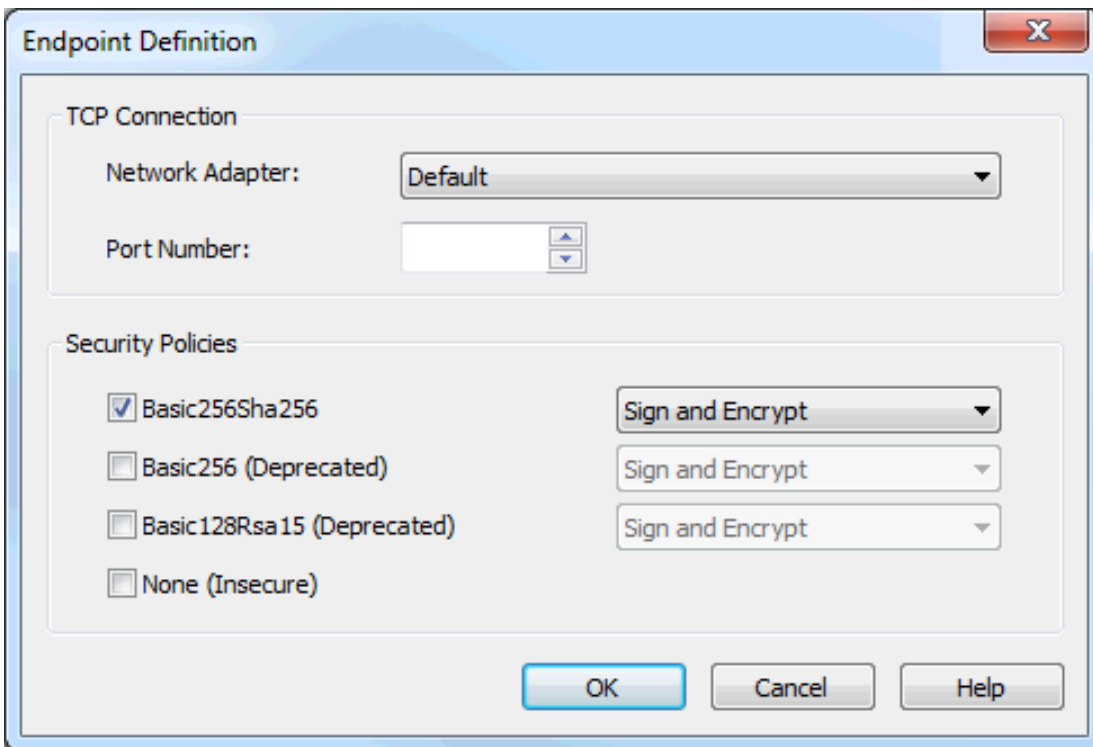 Endpoint Definition
TCP Connection
Network Adapter: Default
Port Number:
Security Policies
Basic256Sha256 Sign and Encrypt
Basic256 (Deprecated) Sign and Encrypt
Basic128Rsa15 (Deprecated) Sign and Encrypt
None (Insecure)
OK Cancel Help